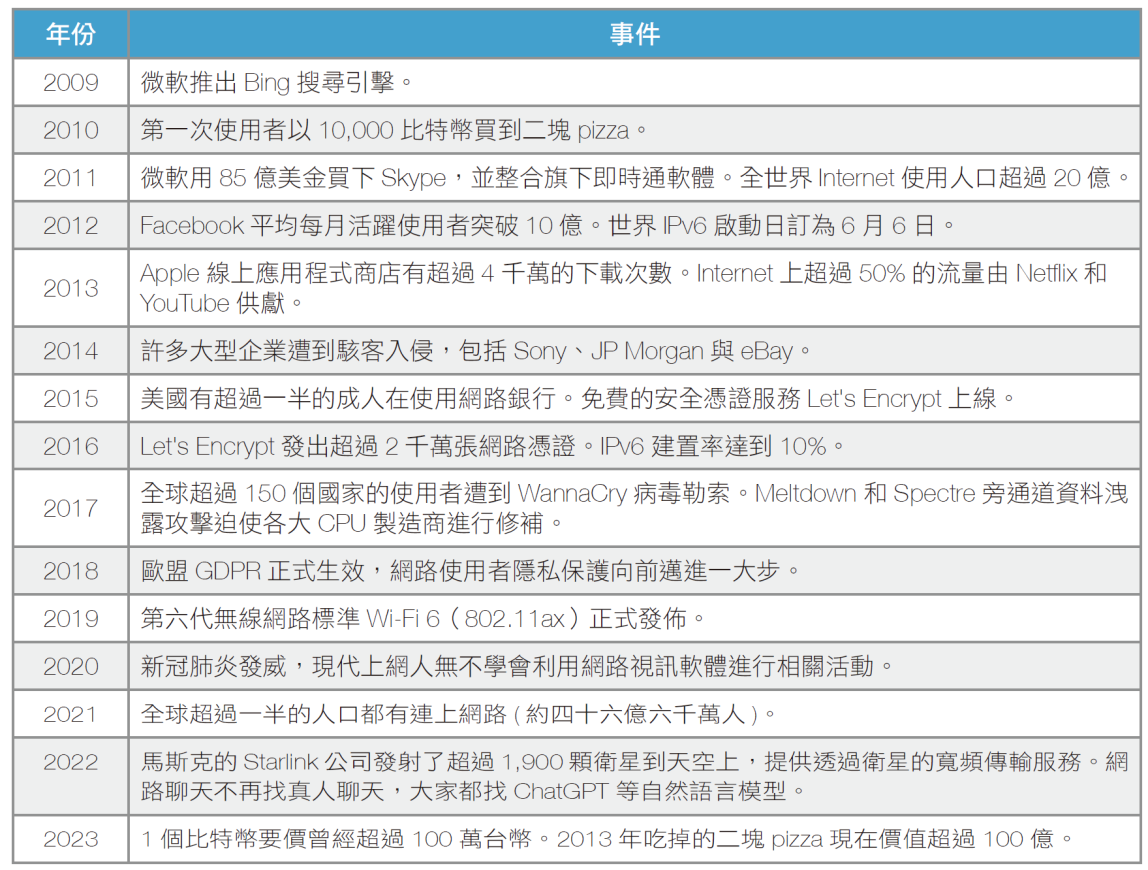 年份 事件
2009 微軟推出 Bing 搜尋引擊。
2010 第一次使用者以 10,000 比特幣買到二塊 pizza。
2011 微軟用 85 億美金買下 Skype，並整合旗下即時通軟體。全世界 Internet 使用人口超過 20 億。
2012 Facebook 平均每月活躍使用者突破 10 億。世界 IPv6 啟動日訂為 6 月 6 日。
2013 Apple 線上應用程式商店有超過 4 千萬的下載次數。Internet 上超過 50% 的流量由 Netflix 和
YouTube 供獻。
2014 許多大型企業遭到駭客入侵，包括 Sony、JP Morgan 與 eBay。
2015 美國有超過一半的成人在使用網路銀行。免費的安全憑證服務 Let's Encrypt 上線。
2016 Let's Encrypt 發出超過 2 千萬張網路憑證。IPv6 建置率達到 10%。
2017 全球超過 150 個國家的使用者遭到 WannaCry 病毒勒索。Meltdown 和 Spectre 旁通道資料洩
露攻擊迫使各大 CPU 製造商進行修補。
2018 歐盟 GDPR 正式生效，網路使用者隱私保護向前邁進一大步。
2019 第六代無線網路標準 Wi-Fi 6（802.11ax）正式發佈。
2020 新冠肺炎發威，現代上網人無不學會利用網路視訊軟體進行相關活動。
2021 全球超過一半的人口都有連上網路 ( 約四十六億六千萬人 )。
2022 馬斯克的 Starlink 公司發射了超過 1,900 顆衛星到天空上，提供透過衛星的寬頻傳輸服務。網
路聊天不再找真人聊天，大家都找 ChatGPT 等自然語言模型。
2023 1 個比特幣要價曾經超過 100 萬台幣。2013 年吃掉的二塊 pizza 現在價值超過 100 億。